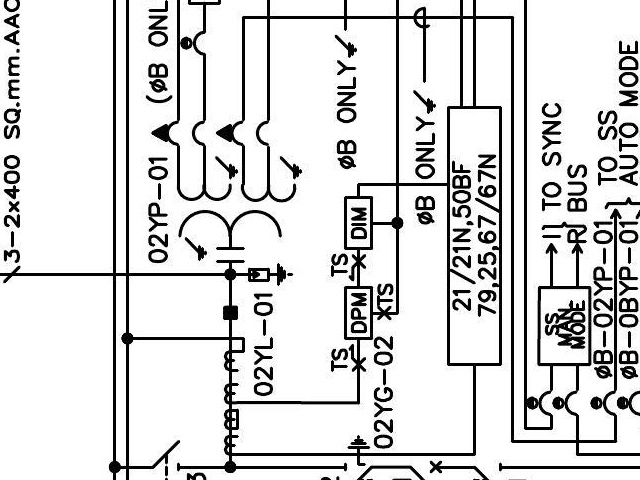 3-2x400 SQ.mm.AAC
02YP-01
(øB ONL
øB ONLY
øB ONLY
21/21N,50BF
79,25,67/67N
DIM
TS
DPM
TS
TS
02YL-01
02YG-02
TO SYNC
BUS
SS
MAN
MODE
TO SS
AUTO MODE
øB-02YP-01
øB-0BYP-01